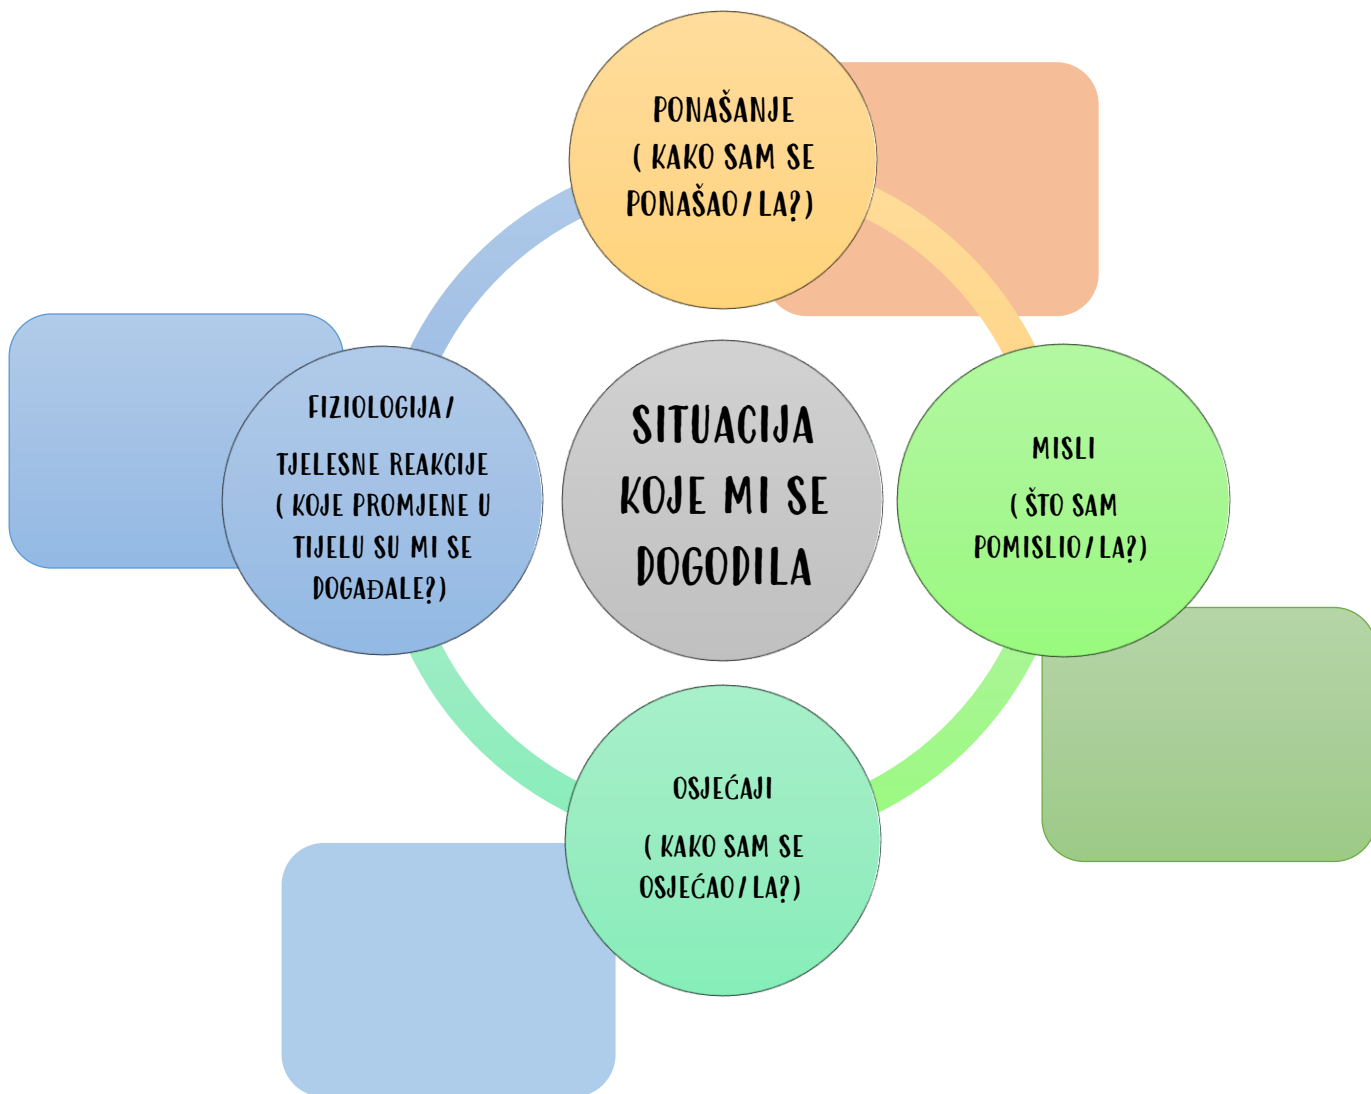 PONAŠANJE
( KAKO SAM SE
PONAŠAO/LA?)
FIZIOLOGIJA/
TJELESNE REAKCIJE
( KOJE PROMJENE U
TIJELU SU MI SE
DOGAĐALE?)
SITUACIJA
KOJE MI SE
DOGODILA
MISLI
( ŠTO SAM
POMISLIO/LA?)
OSJEĆAJI
( KAKO SAM SE
OSJEĆAO/LA?)